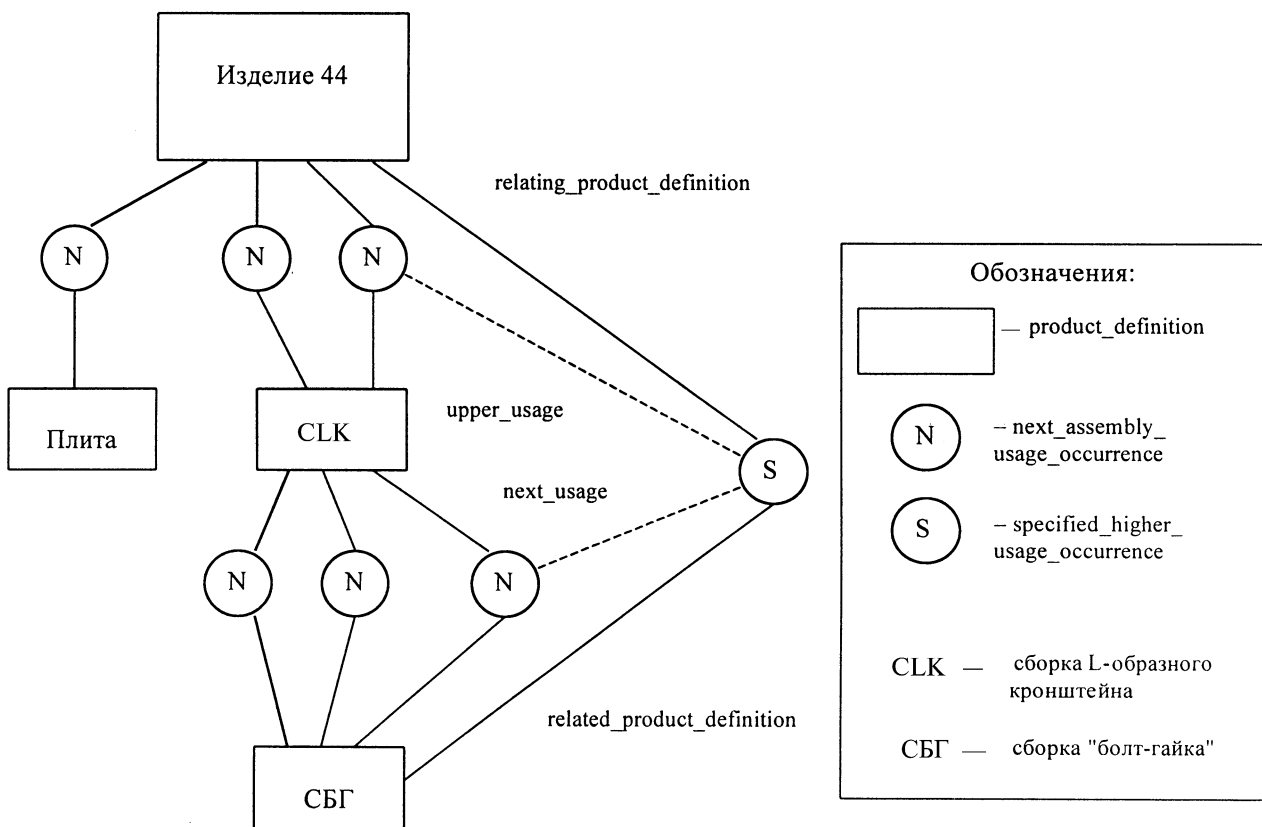 Изделие 44
relating_product_definition
N
N
N
Плита
CLK
upper_usage
next_usage
S
N
N
N
related_product_definition
СБГ
Обозначения:
— product_definition
N
– next_assembly_
usage_occurrence
S
– specified_higher_
usage_occurrence
CLK — сборка L-образного
кронштейна
СБГ — сборка "болт-гайка"